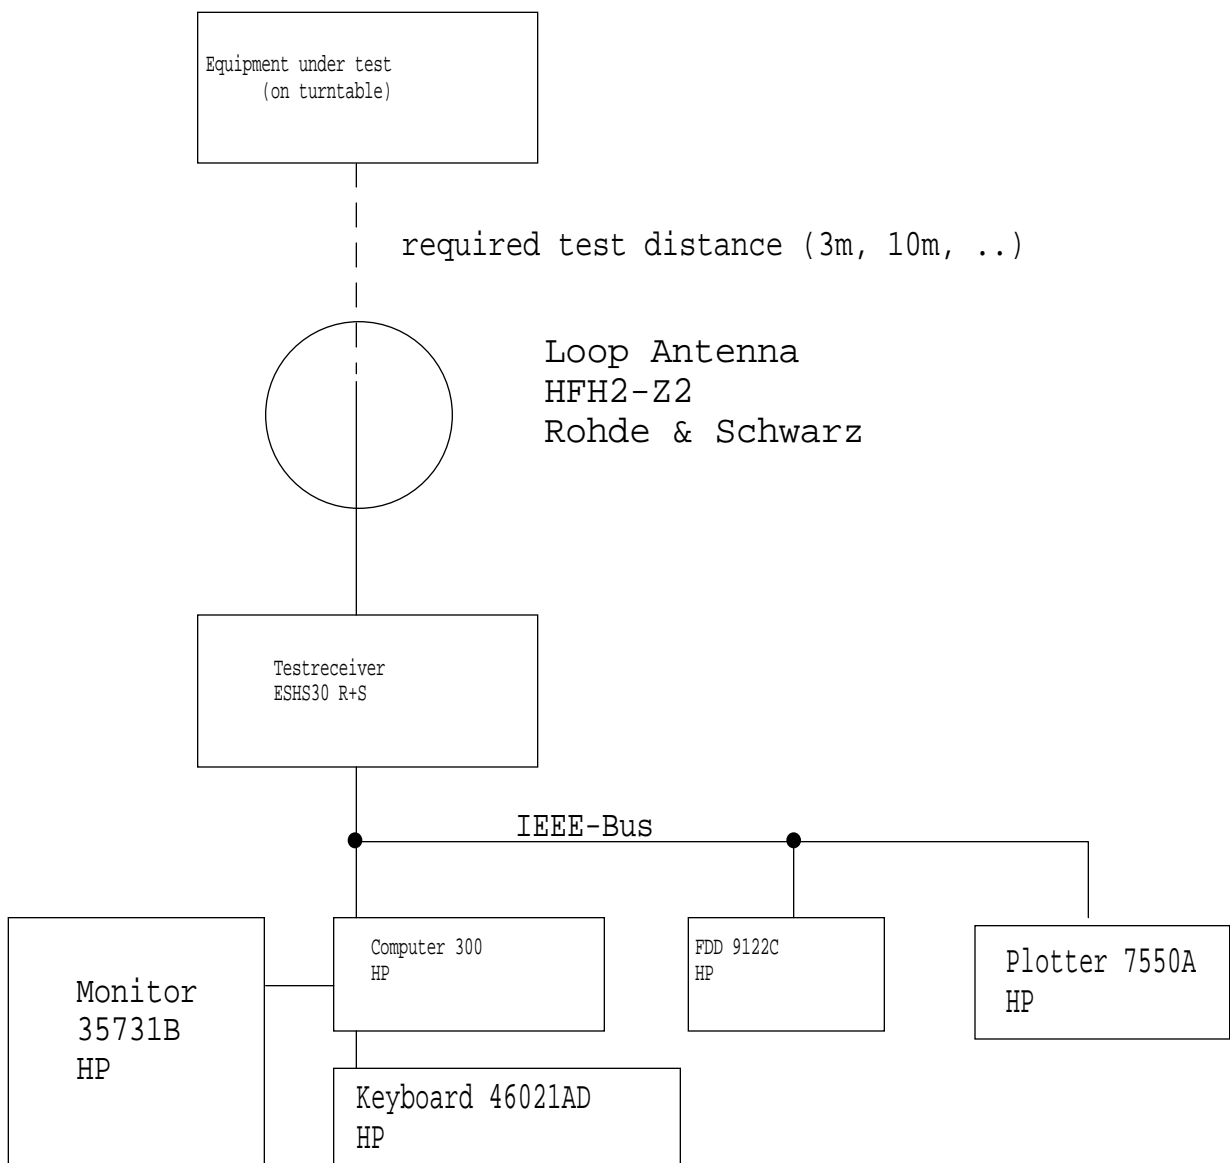 Equipment under test
(on turntable)
required test distance (3m, 10m, ..)
Loop Antenna
HFH2-Z2
Rohde & Schwarz
Testreceiver
ESHS30 R+S
IEEE-Bus
Computer 300
HP
FDD 9122C
HP
Plotter 7550A
HP
Monitor
35731B
HP
Keyboard 46021AD
HP